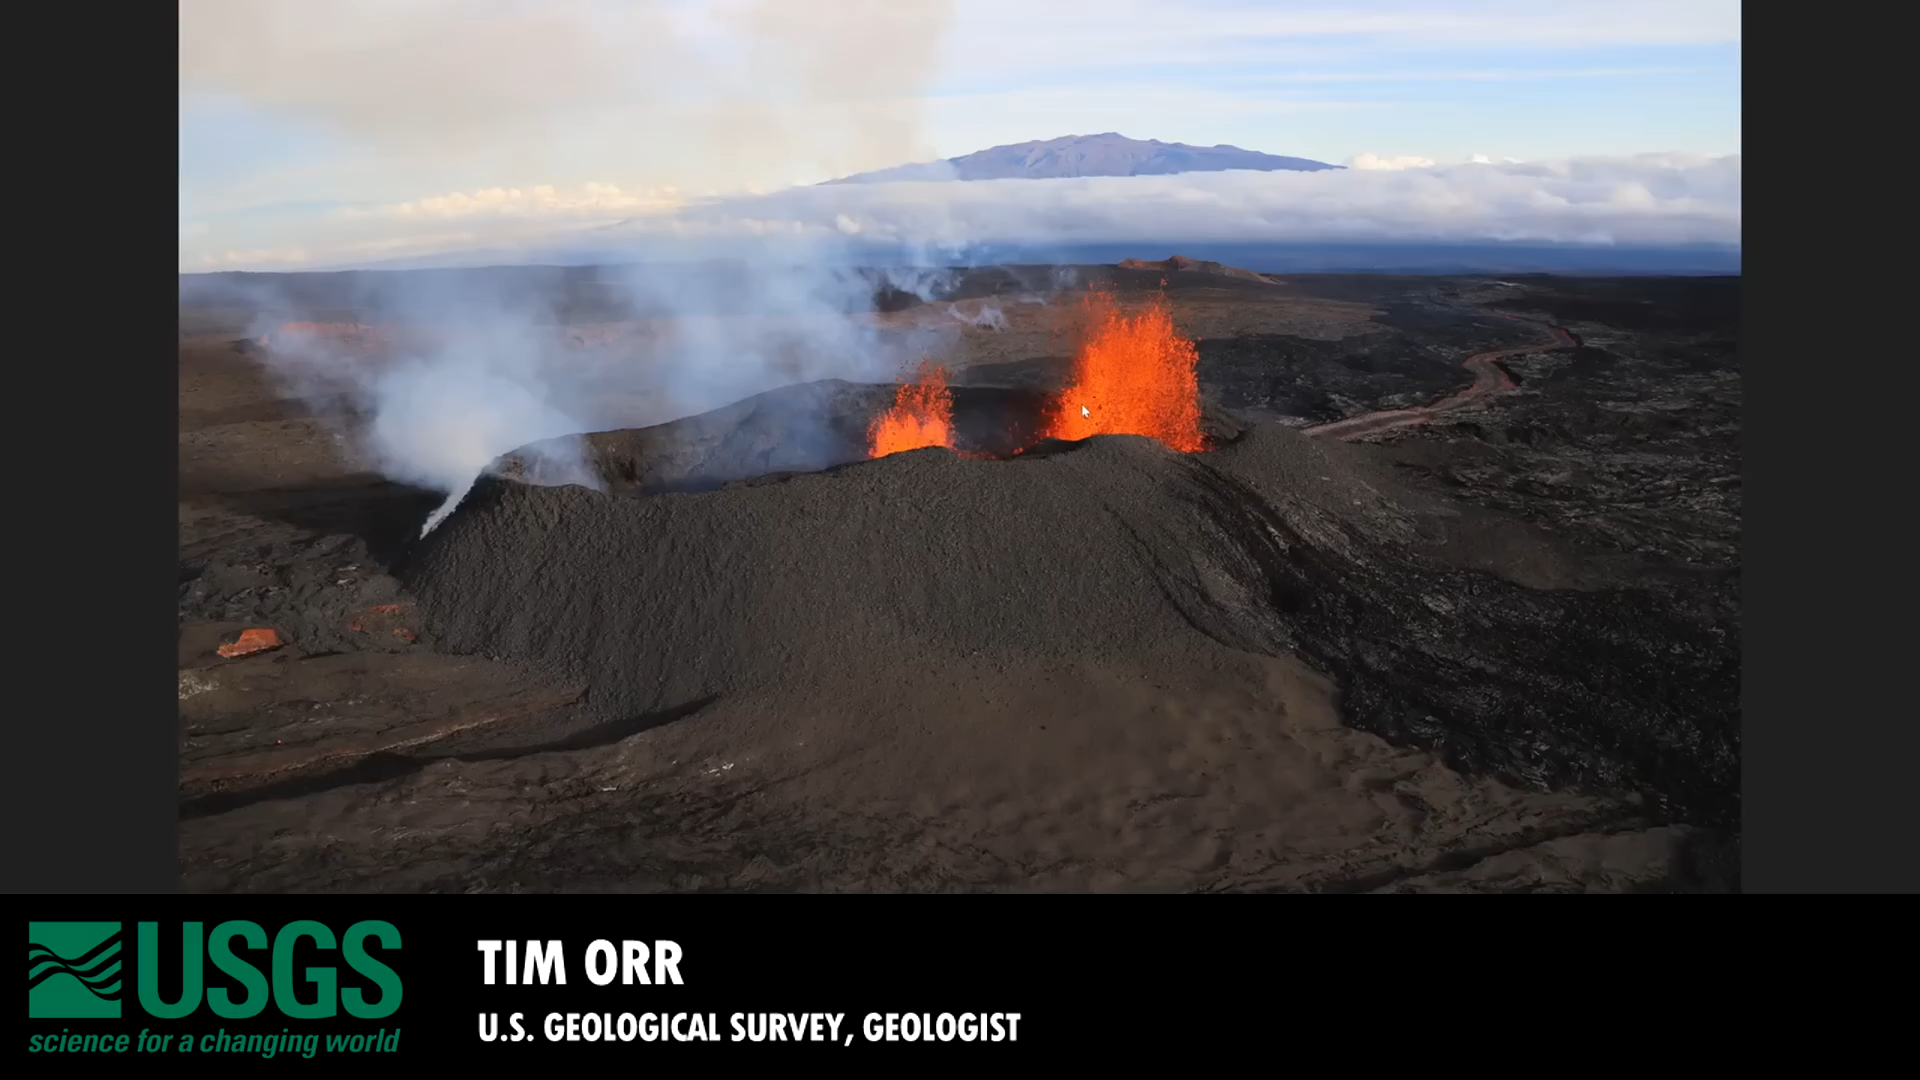 USGS
science for a changing world
TIM ORR
U.S. GEOLOGICAL SURVEY, GEOLOGIST